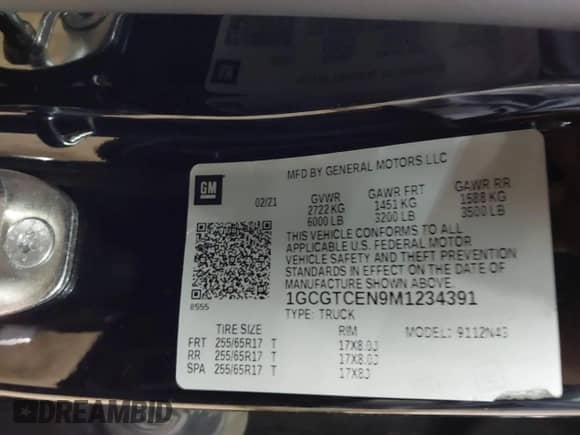 MFD BY GENERAL MOTORS LLC
GM
02/21
GVWR GAWR FRT GAWR RR
2722 KG 1451 KG 1588 KG
6000 LB 3200 LB 3500 LB
THIS VEHICLE CONFORMS TO ALL
APPLICABLE U.S. FEDERAL MOTOR
VEHICLE SAFETY AND THEFT PREVENTION
STANDARDS IN EFFECT ON THE DATE OF
MANUFACTURE SHOWN ABOVE.
1GCGTCEN9M1234391
8555
TYPE: TRUCK
TIRE SIZE RIM MODEL: 9112N43
FRT 255/65R17 T 17X8.0J
RR 255/65R17 T 17X8.0J
SPA 255/65R17 T 17X8J
DREAMBID